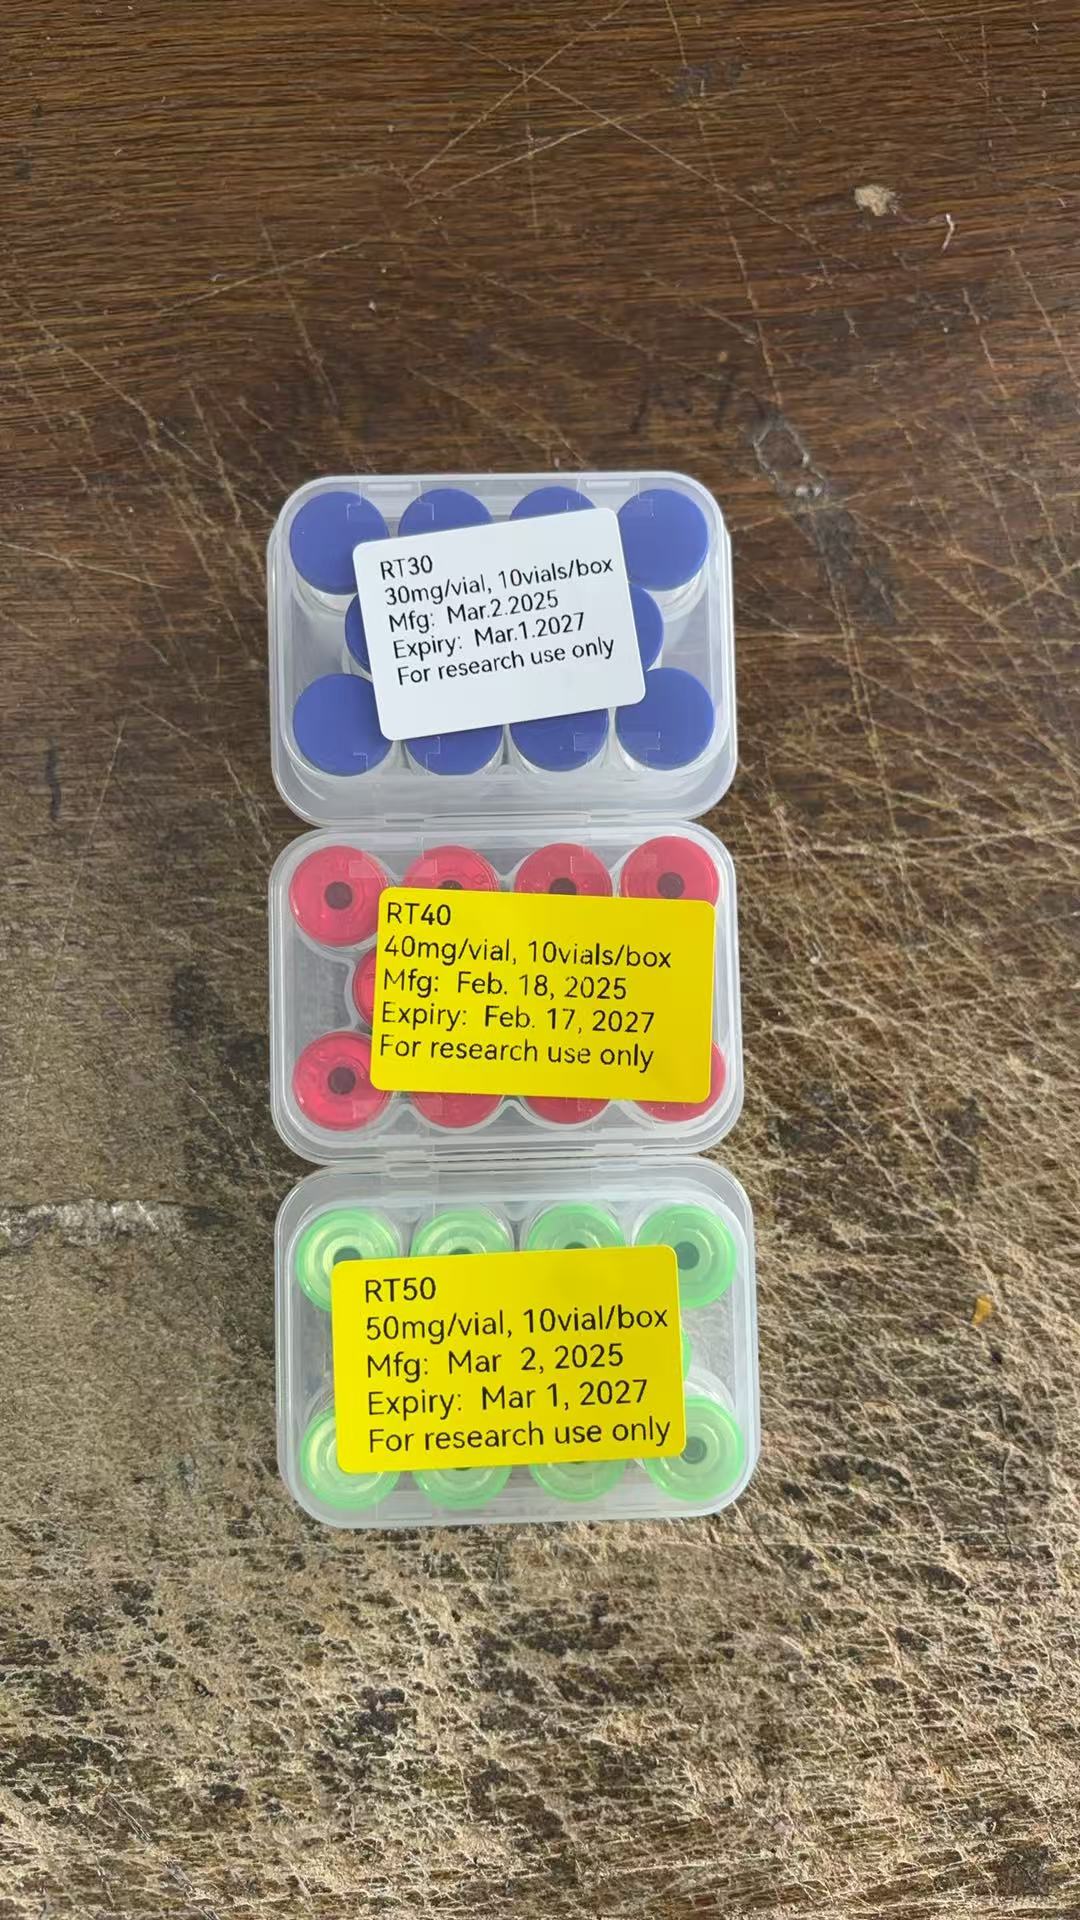 RT30
30mg/vial, 10vials/box
Mfg: Mar.2.2025
Expiry: Mar.1.2027
For research use only
RT40
40mg/vial, 10vials/box
Mfg: Feb. 18, 2025
Expiry: Feb. 17, 2027
For research use only
RT50
50mg/vial, 10vial/box
Mfg: Mar 2, 2025
Expiry: Mar 1, 2027
For research use only